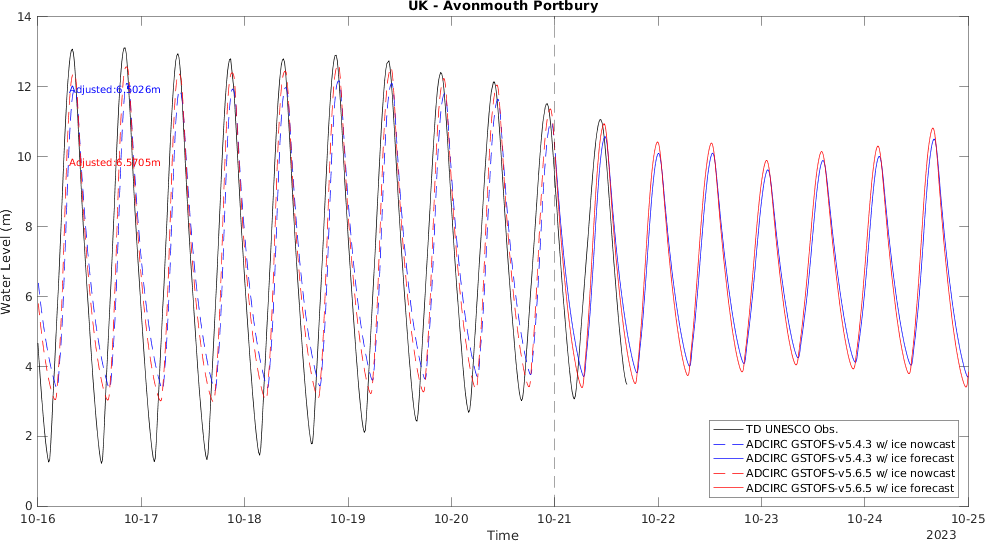 UK - Avonmouth Portbury
14
12
10
8
6
4
2
0
Water Level (m)
Adjusted:6.5026m
Adjusted:6.5705m
TD UNESCO Obs.
ADCIRC GSTOFS-v5.4.3 w/ ice nowcast
ADCIRC GSTOFS-v5.4.3 w/ ice forecast
ADCIRC GSTOFS-v5.6.5 w/ ice nowcast
ADCIRC GSTOFS-v5.6.5 w/ ice forecast
10-16 10-17 10-18 10-19 10-20 10-21 10-22 10-23 10-24 10-25
Time
2023